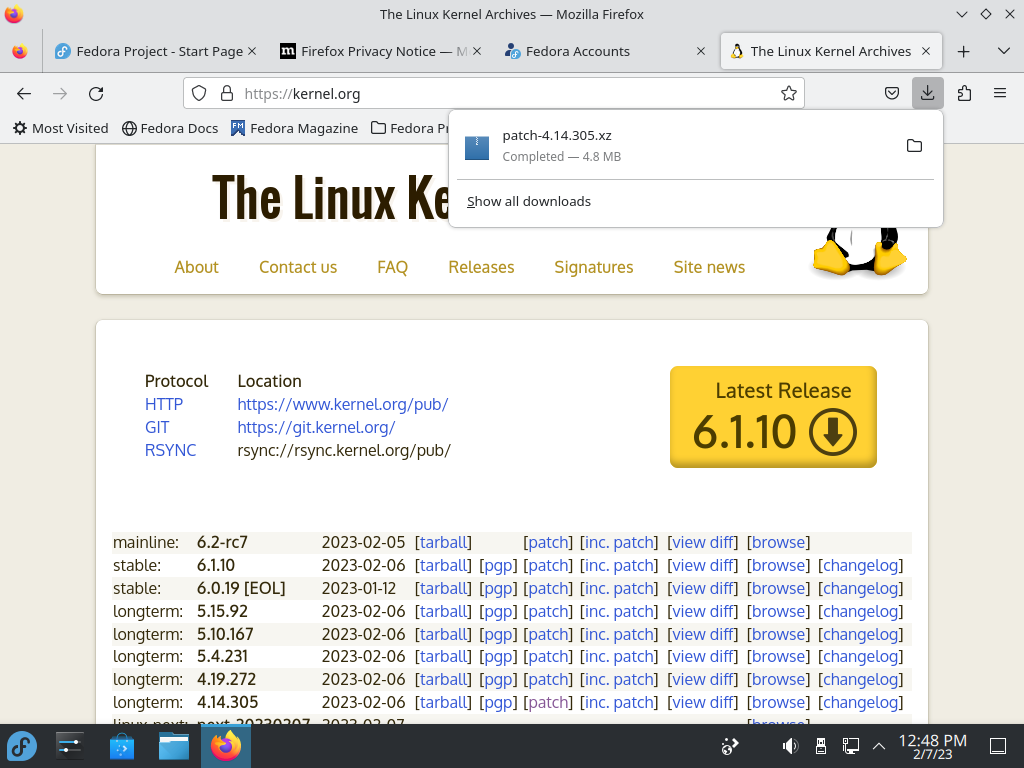 The Linux Kernel Archives — Mozilla Firefox
Fedora Project - Start Page
Firefox Privacy Notice — M
Fedora Accounts
The Linux Kernel Archives
https://kernel.org
Most Visited
Fedora Docs
Fedora Magazine
Fedora Pr
patch-4.14.305.xz
Completed — 4.8 MB
Show all downloads
The Linux Ke
About Contact us FAQ Releases Signatures Site news
Protocol Location
HTTP https://www.kernel.org/pub/
GIT https://git.kernel.org/
RSYNC rsync://rsync.kernel.org/pub/
Latest Release
6.1.10
mainline: 6.2-rc7 2023-02-05 [tarball] [patch] [inc. patch] [view diff] [browse]
stable: 6.1.10 2023-02-06 [tarball] [pgp] [patch] [inc. patch] [view diff] [browse] [changelog]
stable: 6.0.19 [EOL] 2023-01-12 [tarball] [pgp] [patch] [inc. patch] [view diff] [browse] [changelog]
longterm: 5.15.92 2023-02-06 [tarball] [pgp] [patch] [inc. patch] [view diff] [browse] [changelog]
longterm: 5.10.167 2023-02-06 [tarball] [pgp] [patch] [inc. patch] [view diff] [browse] [changelog]
longterm: 5.4.231 2023-02-06 [tarball] [pgp] [patch] [inc. patch] [view diff] [browse] [changelog]
longterm: 4.19.272 2023-02-06 [tarball] [pgp] [patch] [inc. patch] [view diff] [browse] [changelog]
longterm: 4.14.305 2023-02-06 [tarball] [pgp] [patch] [inc. patch] [view diff] [browse] [changelog]
linux-next: next-20230207 2023-02-07 [browse]
12:48 PM
2/7/23